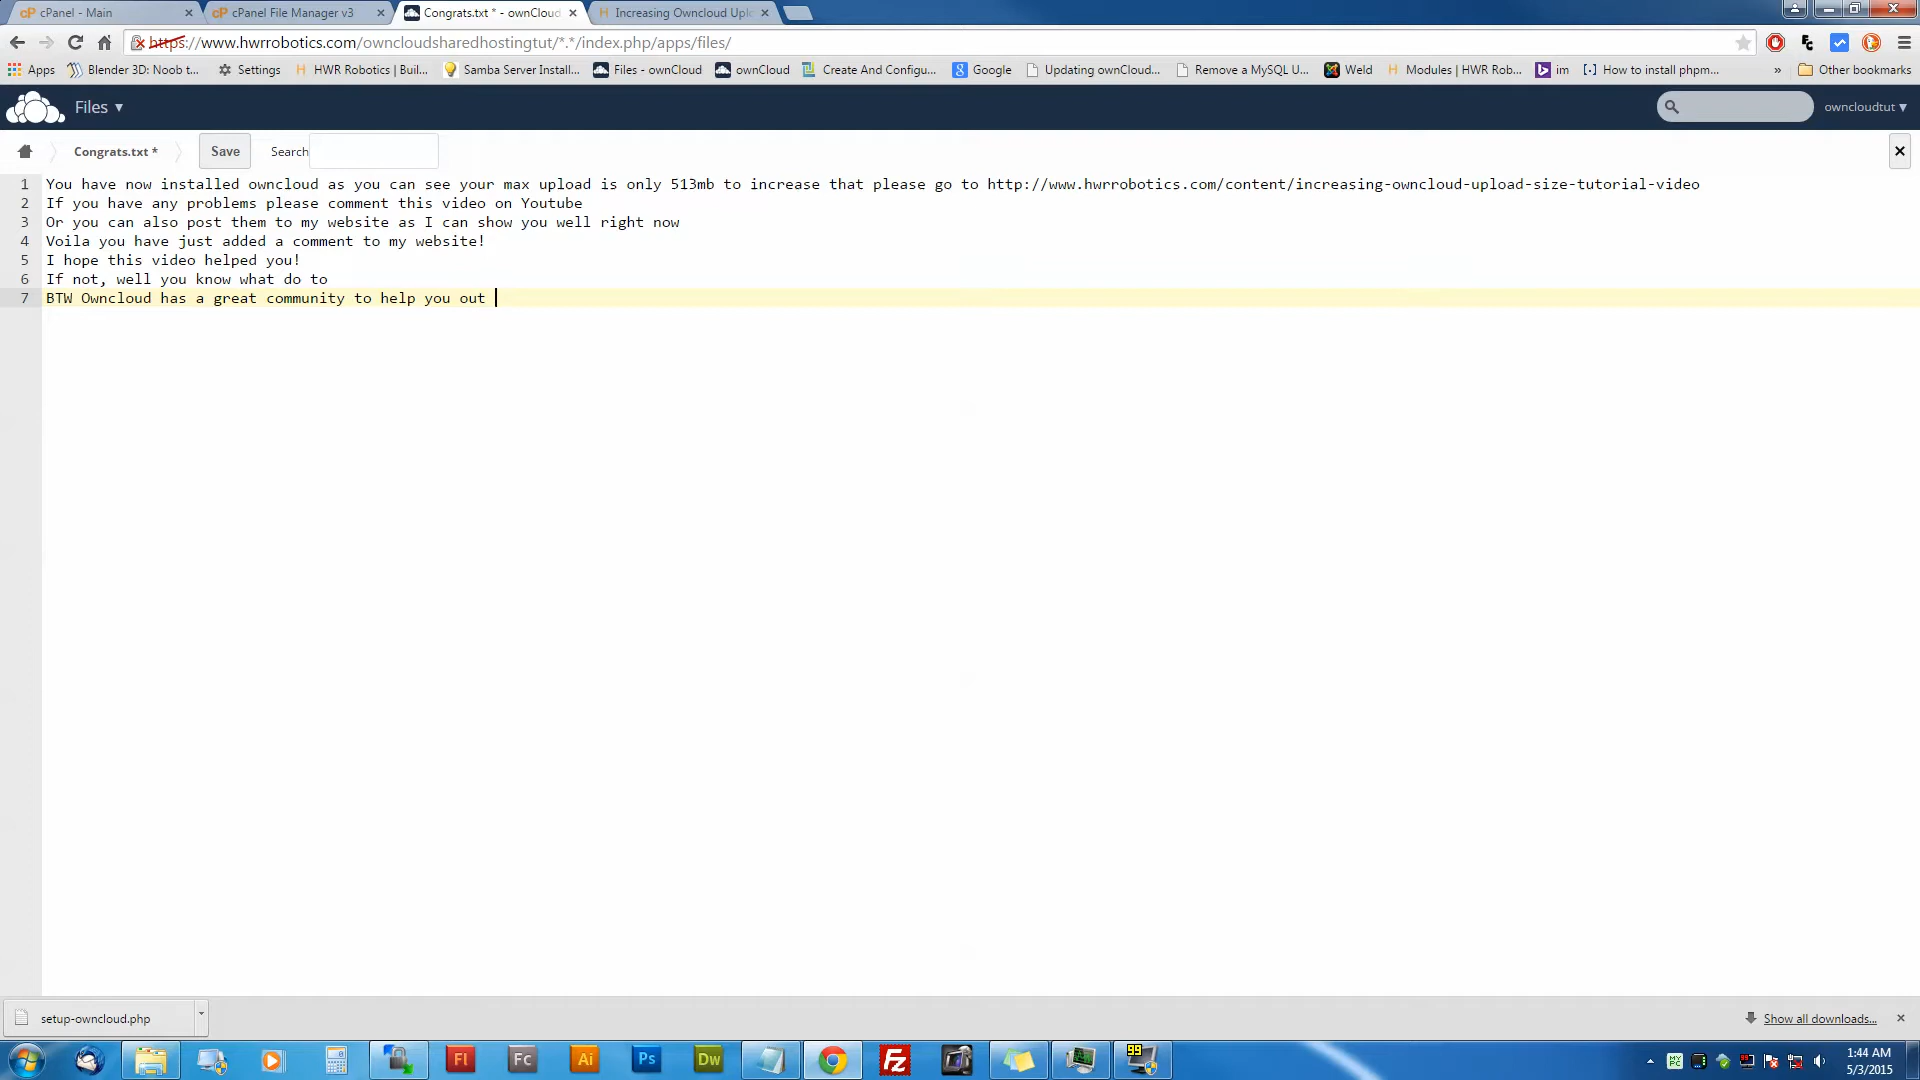 cPanel - Main
cPanel File Manager v3
Congrats.txt * - ownCloud
Increasing Owncloud Uplo
https://www.hwrrobotics.com/owncloudsharedhostingtut/*.*/index.php/apps/files/
Apps
Blender 3D: Noob t...
Settings
HWR Robotics | Buil...
Samba Server Install...
Files - ownCloud
ownCloud
Create And Configu...
Google
Updating ownCloud...
Remove a MySQL U...
Weld
Modules | HWR Rob...
im
How to install phpm...
»
Other bookmarks
Files
owncloudtut
Congrats.txt *
Save
Search
1 You have now installed owncloud as you can see your max upload is only 513mb to increase that please go to http://www.hwrrobotics.com/content/increasing-owncloud-upload-size-tutorial-video
2 If you have any problems please comment this video on Youtube
3 Or you can also post them to my website as I can show you well right now
4 Voila you have just added a comment to my website!
5 I hope this video helped you!
6 If not, well you know what do to
7 BTW Owncloud has a great community to help you out
setup-owncloud.php
Show all downloads...
Fl
Fc
Ai
Ps
Dw
FZ
99
1:44 AM
5/3/2015